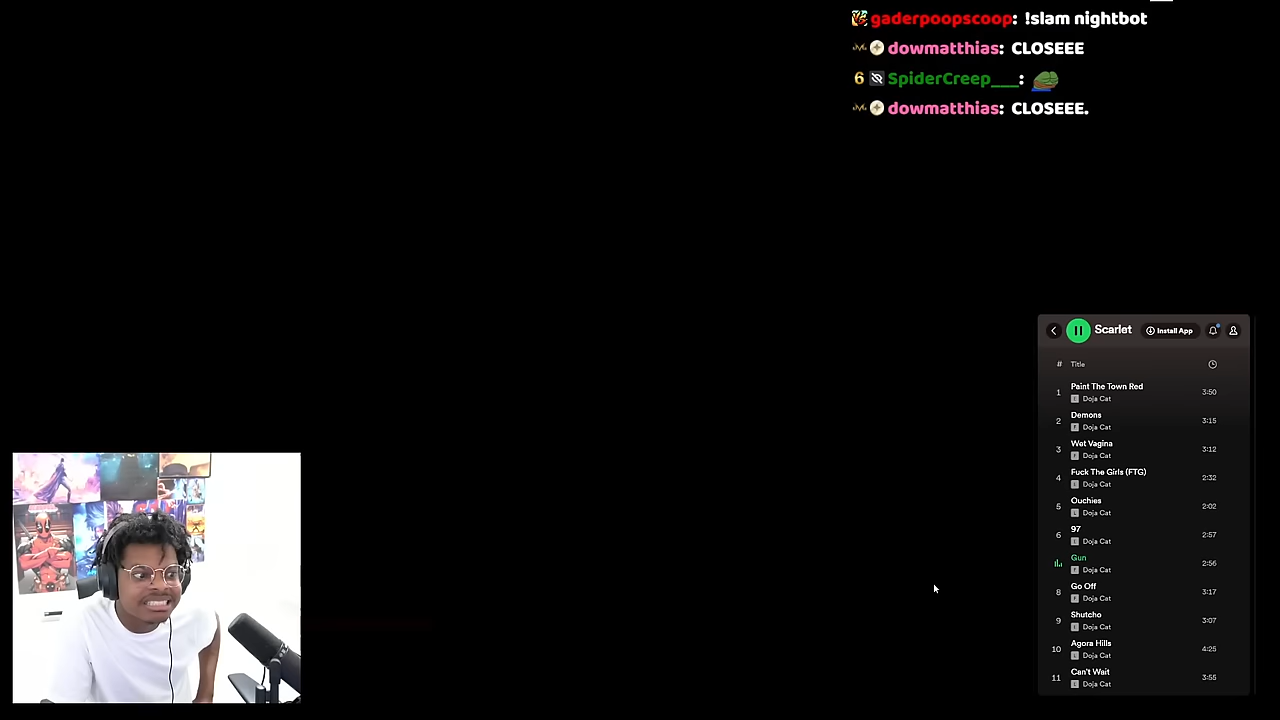 gaderpoopscoop: !slam nightbot
dowmatthias: CLOSEEE
6 SpiderCreep___:
dowmatthias: CLOSEEE.
Scarlet
Install App
# Title
1 Paint The Town Red 3:50
E Doja Cat
2 Demons 3:15
E Doja Cat
3 Wet Vagina 3:12
E Doja Cat
4 Fuck The Girls (FTG) 2:32
E Doja Cat
5 Ouchies 2:02
E Doja Cat
6 97 2:57
E Doja Cat
Gun 2:56
E Doja Cat
8 Go Off 3:17
E Doja Cat
9 Shutcho 3:07
E Doja Cat
10 Agora Hills 4:25
E Doja Cat
11 Can't Wait 3:55
E Doja Cat